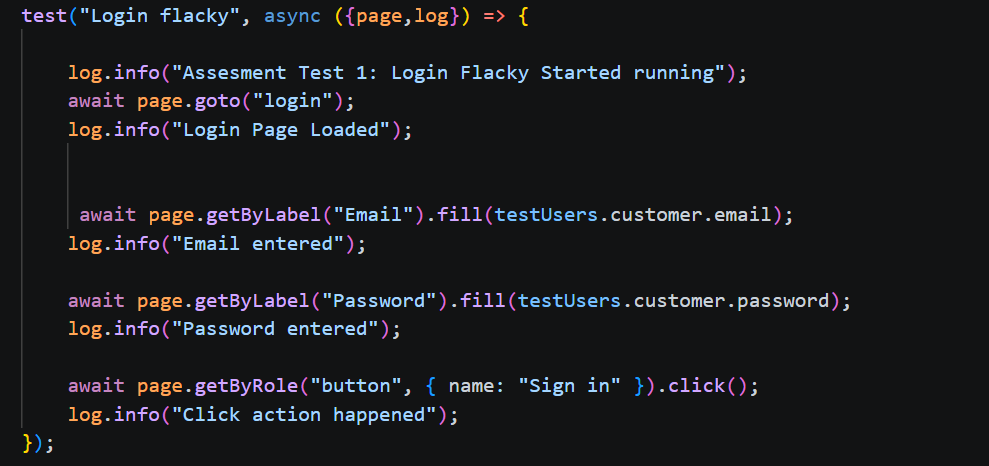 test("Login flacky", async ({page,log}) => {
log.info("Assesment Test 1: Login Flacky Started running");
await page.goto("login");
log.info("Login Page Loaded");
await page.getByLabel("Email").fill(testUsers.customer.email);
log.info("Email entered");
await page.getByLabel("Password").fill(testUsers.customer.password);
log.info("Password entered");
await page.getByRole("button", { name: "Sign in" }).click();
log.info("Click action happened");
});